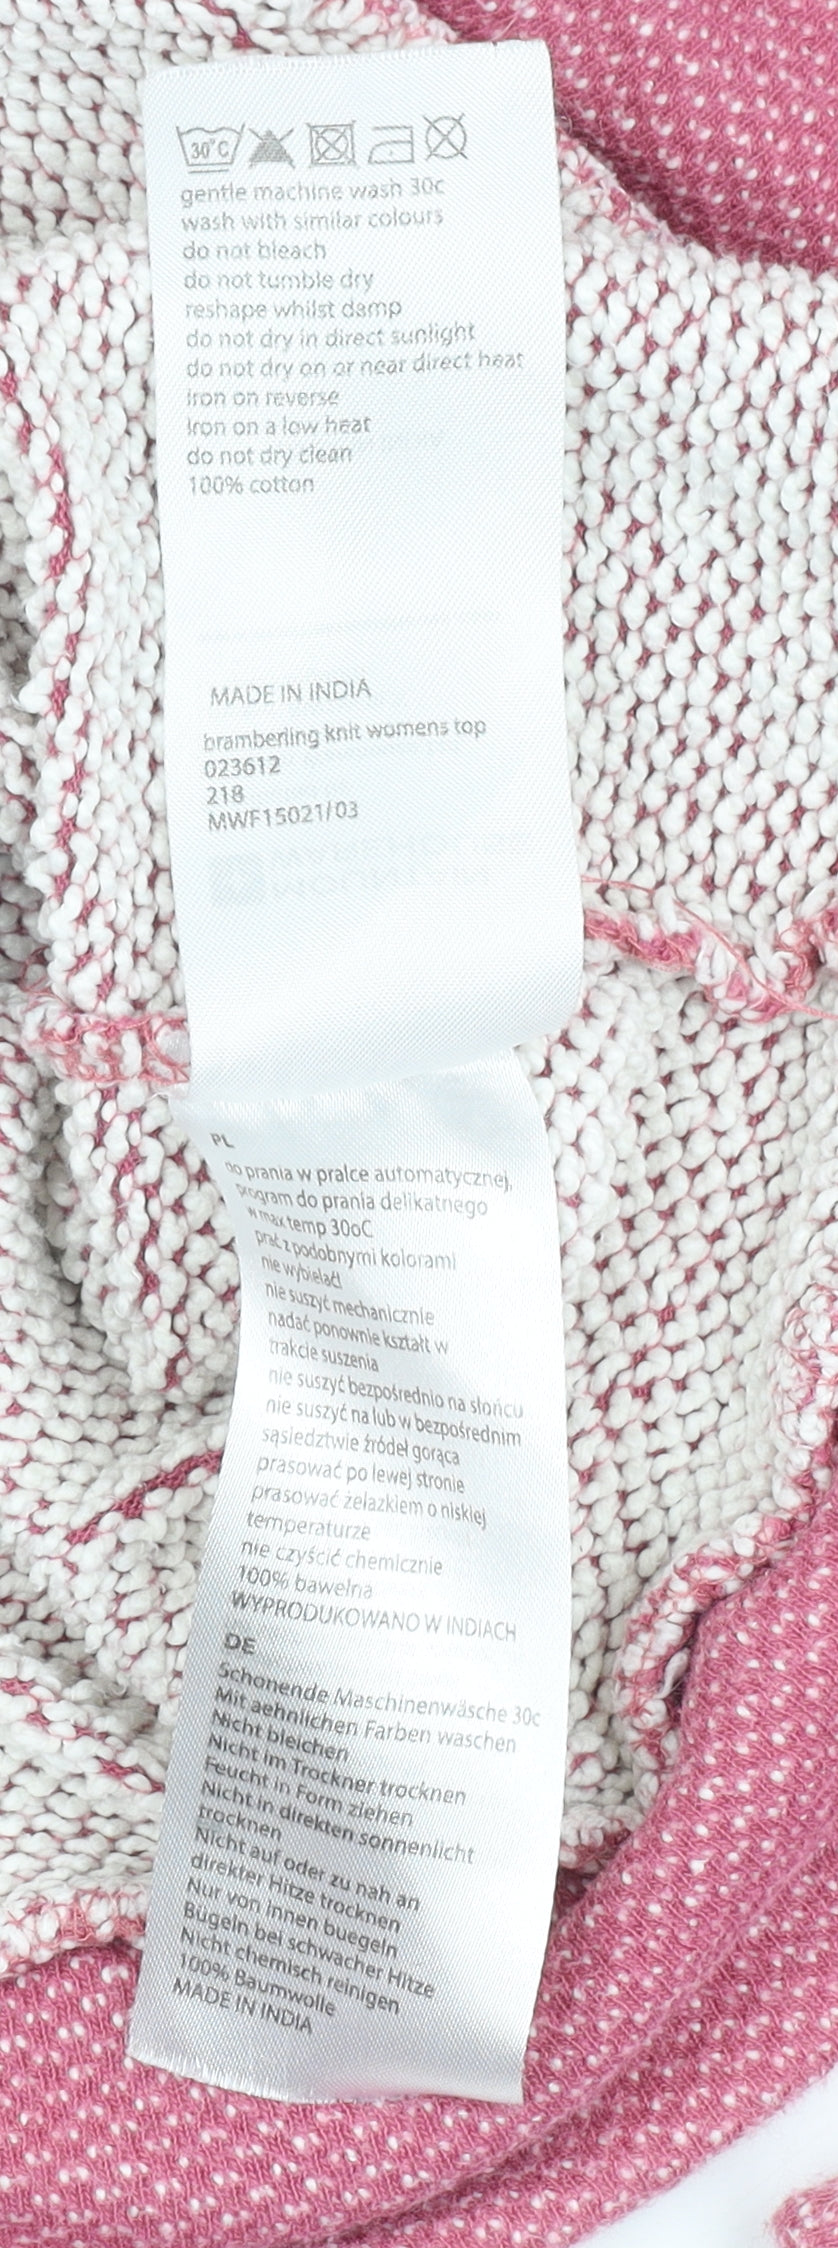 30°C
gentle machine wash 30c
wash with similar colours
do not bleach
do not tumble dry
reshape whilst damp
do not dry in direct sunlight
do not dry on or near direct heat
iron on reverse
Iron on a low heat
do not dry clean
100% cotton
MADE IN INDIA
bramberling knit womens top
023612
218
MWF15021/03
PL
do prania w pralce automatycznej,
program do prania delikatnego
w max temp 30oC
prać z podobnymi kolorami
nie wybielać!
nie suszyć mechanicznie
nadać ponownie kształt w
trakcie suszenia
nie suszyć bezpośrednio na słońcu
nie suszyć na lub w bezpośrednim
sąsiedztwie źródeł gorąca
prasować po lewej stronie
prasować żelazkiem o niskiej
temperaturze
nie czyścić chemicznie
100% bawełna
WYPRODUKOWANO W INDIACH
DE
Schonende Maschinenwäsche 30c
Mit aehnlichen Farben waschen
Nicht bleichen
Nicht im Trockner trocknen
Feucht in Form ziehen
Nicht in direkten sonnenlicht
trocknen
Nicht auf oder zu nah an
direkter Hitze trocknen
Nur von innen buegeln
Bügeln bei schwacher Hitze
Nicht chemisch reinigen
100% Baumwolle
MADE IN INDIA